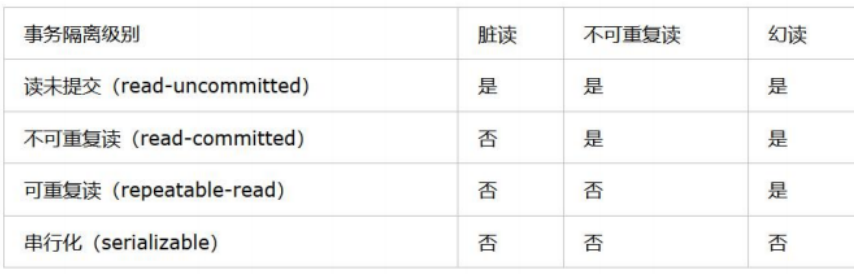 事务隔离级别 脏读 不可重复读 幻读
读未提交（read-uncommitted） 是 是 是
不可重复读（read-committed） 否 是 是
可重复读（repeatable-read） 否 否 是
串行化（serializable） 否 否 否